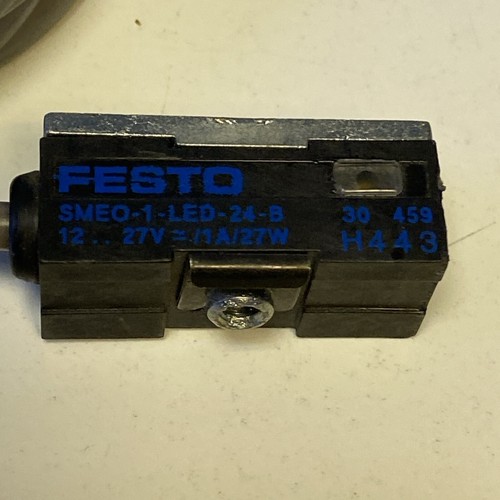 FESTO
SMEO-1-LED-24-B 30 459
12 .. 27V ≂/1A/27W H443